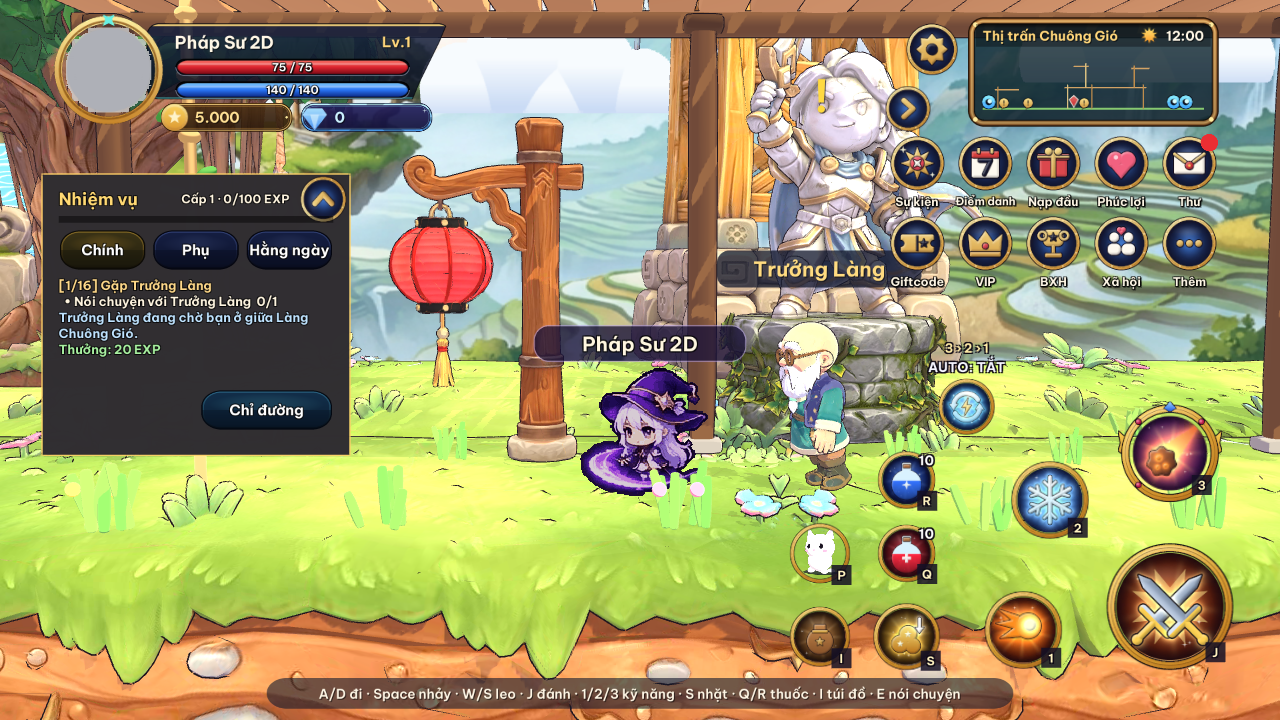 Pháp Sư 2D
Lv.1
75 / 75
140 / 140
5.000
0
Thị trấn Chuông Gió
12:00
Nhiệm vụ
Cấp 1 · 0/100 EXP
Chính
Phụ
Hằng ngày
[1/16] Gặp Trưởng Làng
• Nói chuyện với Trưởng Làng 0/1
Trưởng Làng đang chờ bạn ở giữa Làng
Chuông Gió.
Thưởng: 20 EXP
Chỉ đường
7
Sự kiện
Điểm danh
Nạp đầu
Phúc lợi
Thư
Giftcode
VIP
BXH
Xã hội
Thêm
Trưởng Làng
Pháp Sư 2D
3>2>1
AUTO: TẮT
10
R
2
3
P
10
Q
I
S
1
J
A/D đi · Space nhảy · W/S leo · J đánh · 1/2/3 kỹ năng · S nhặt · Q/R thuốc · I túi đồ · E nói chuyện